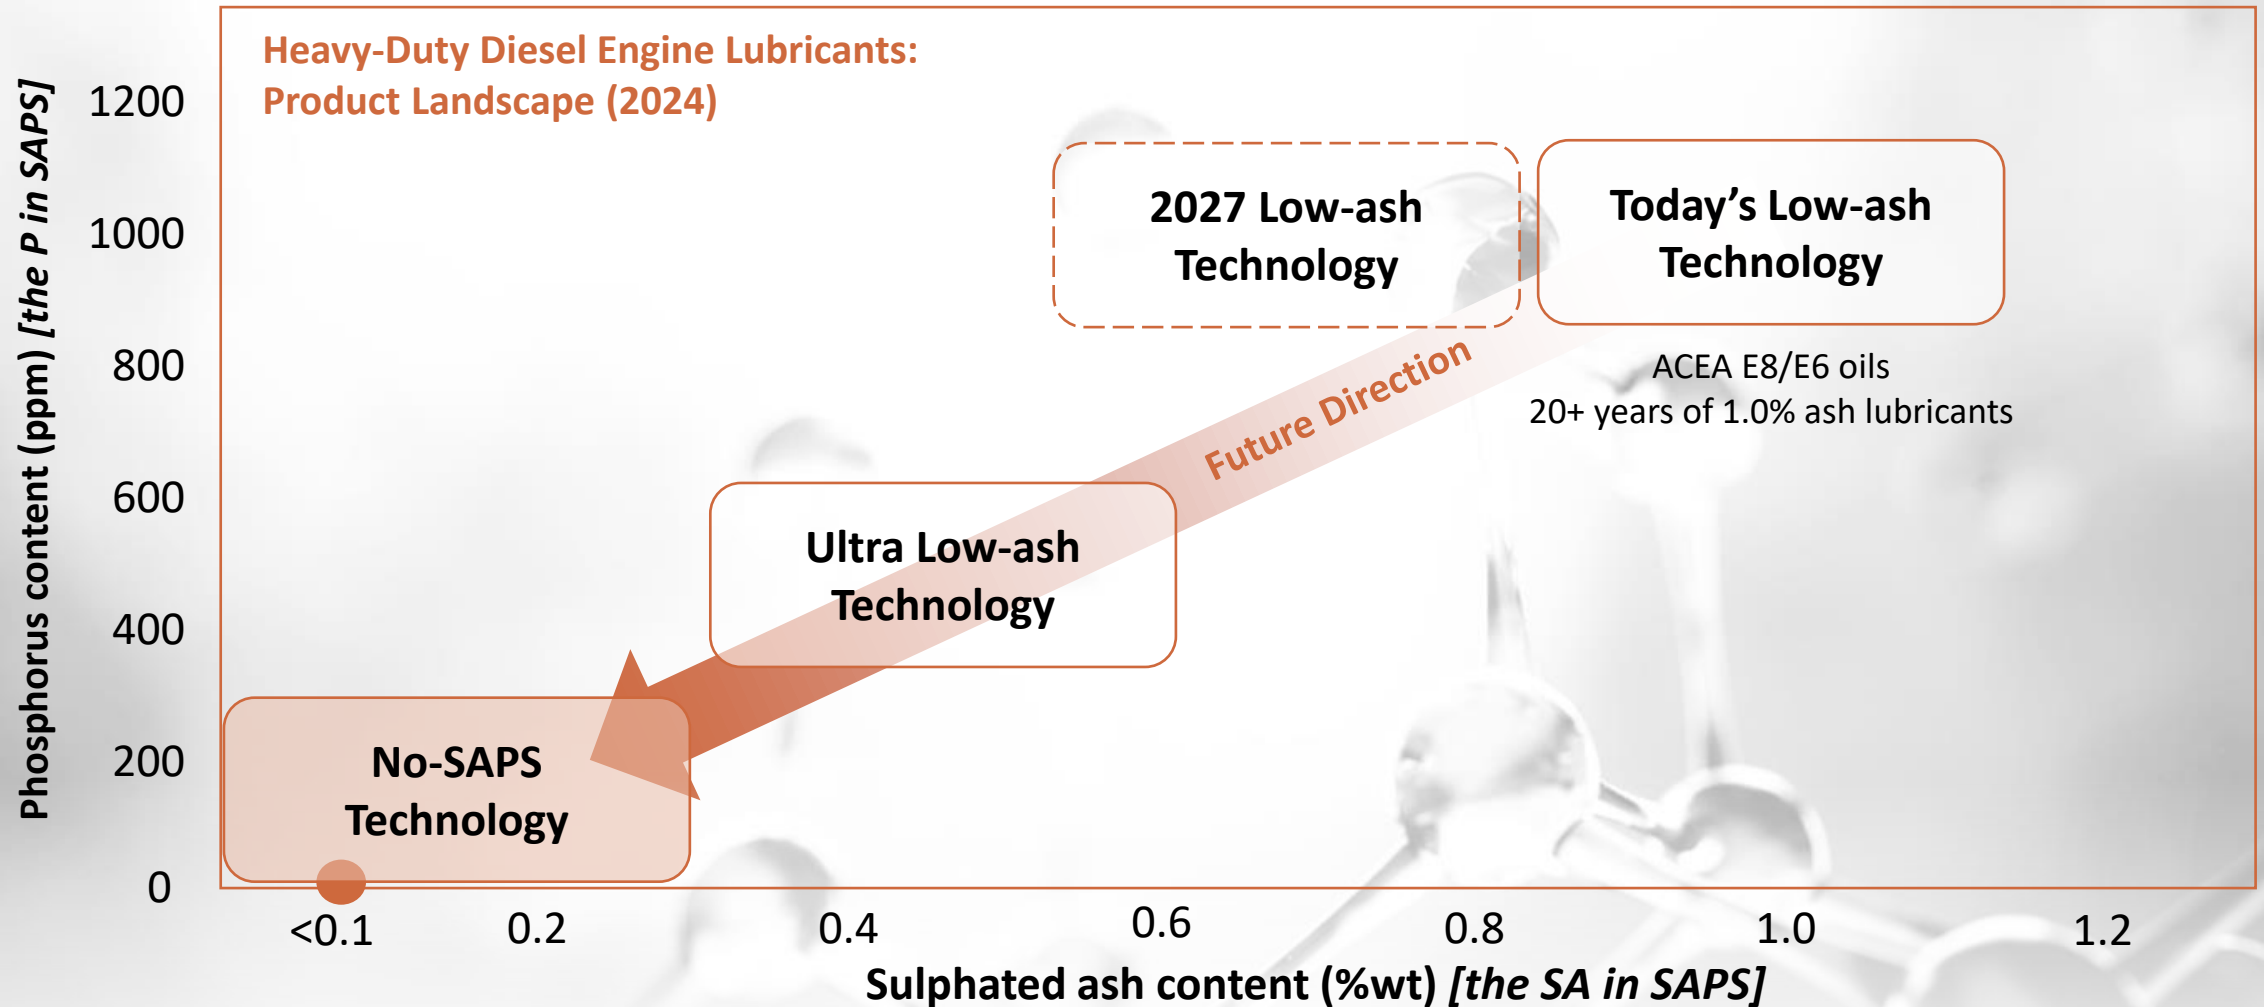 Heavy-Duty Diesel Engine Lubricants:
Product Landscape (2024)
Phosphorus content (ppm) [the P in SAPS]
1200
1000
800
600
400
200
0
2027 Low-ash
Technology
Today’s Low-ash
Technology
ACEA E8/E6 oils
20+ years of 1.0% ash lubricants
Future Direction
Ultra Low-ash
Technology
No-SAPS
Technology
<0.1
0.2
0.4
0.6
0.8
1.0
1.2
Sulphated ash content (%wt) [the SA in SAPS]